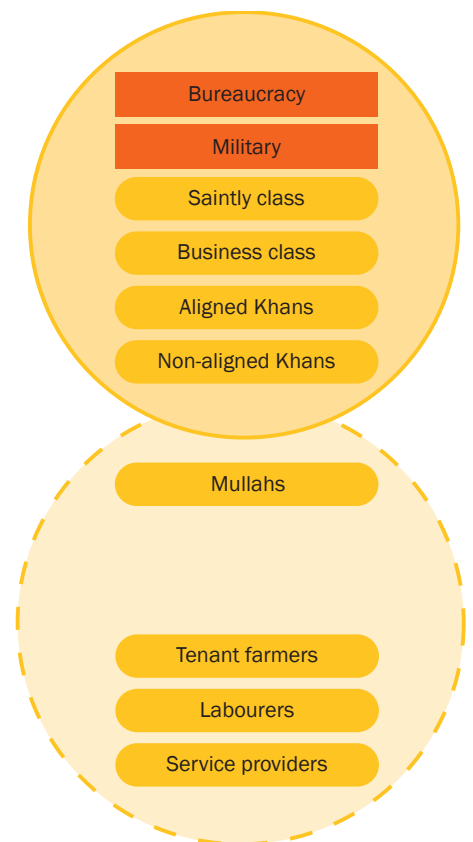 Bureaucracy
Military
Saintly class
Business class
Aligned Khans
Non-aligned Khans
Mullahs
Tenant farmers
Labourers
Service providers